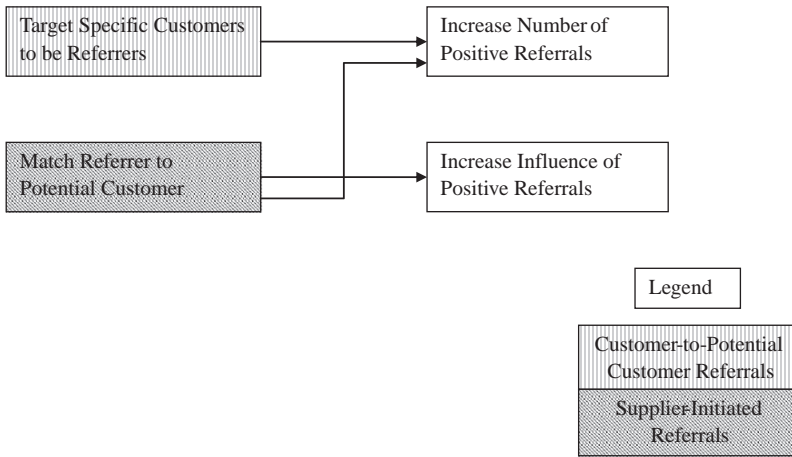 Target Specific Customers
to be Referrers
Increase Number of
Positive Referrals
Match Referrer to
Potential Customer
Increase Influence of
Positive Referrals
Legend
Customer-to-Potential
Customer Referrals
Supplier-Initiated
Referrals